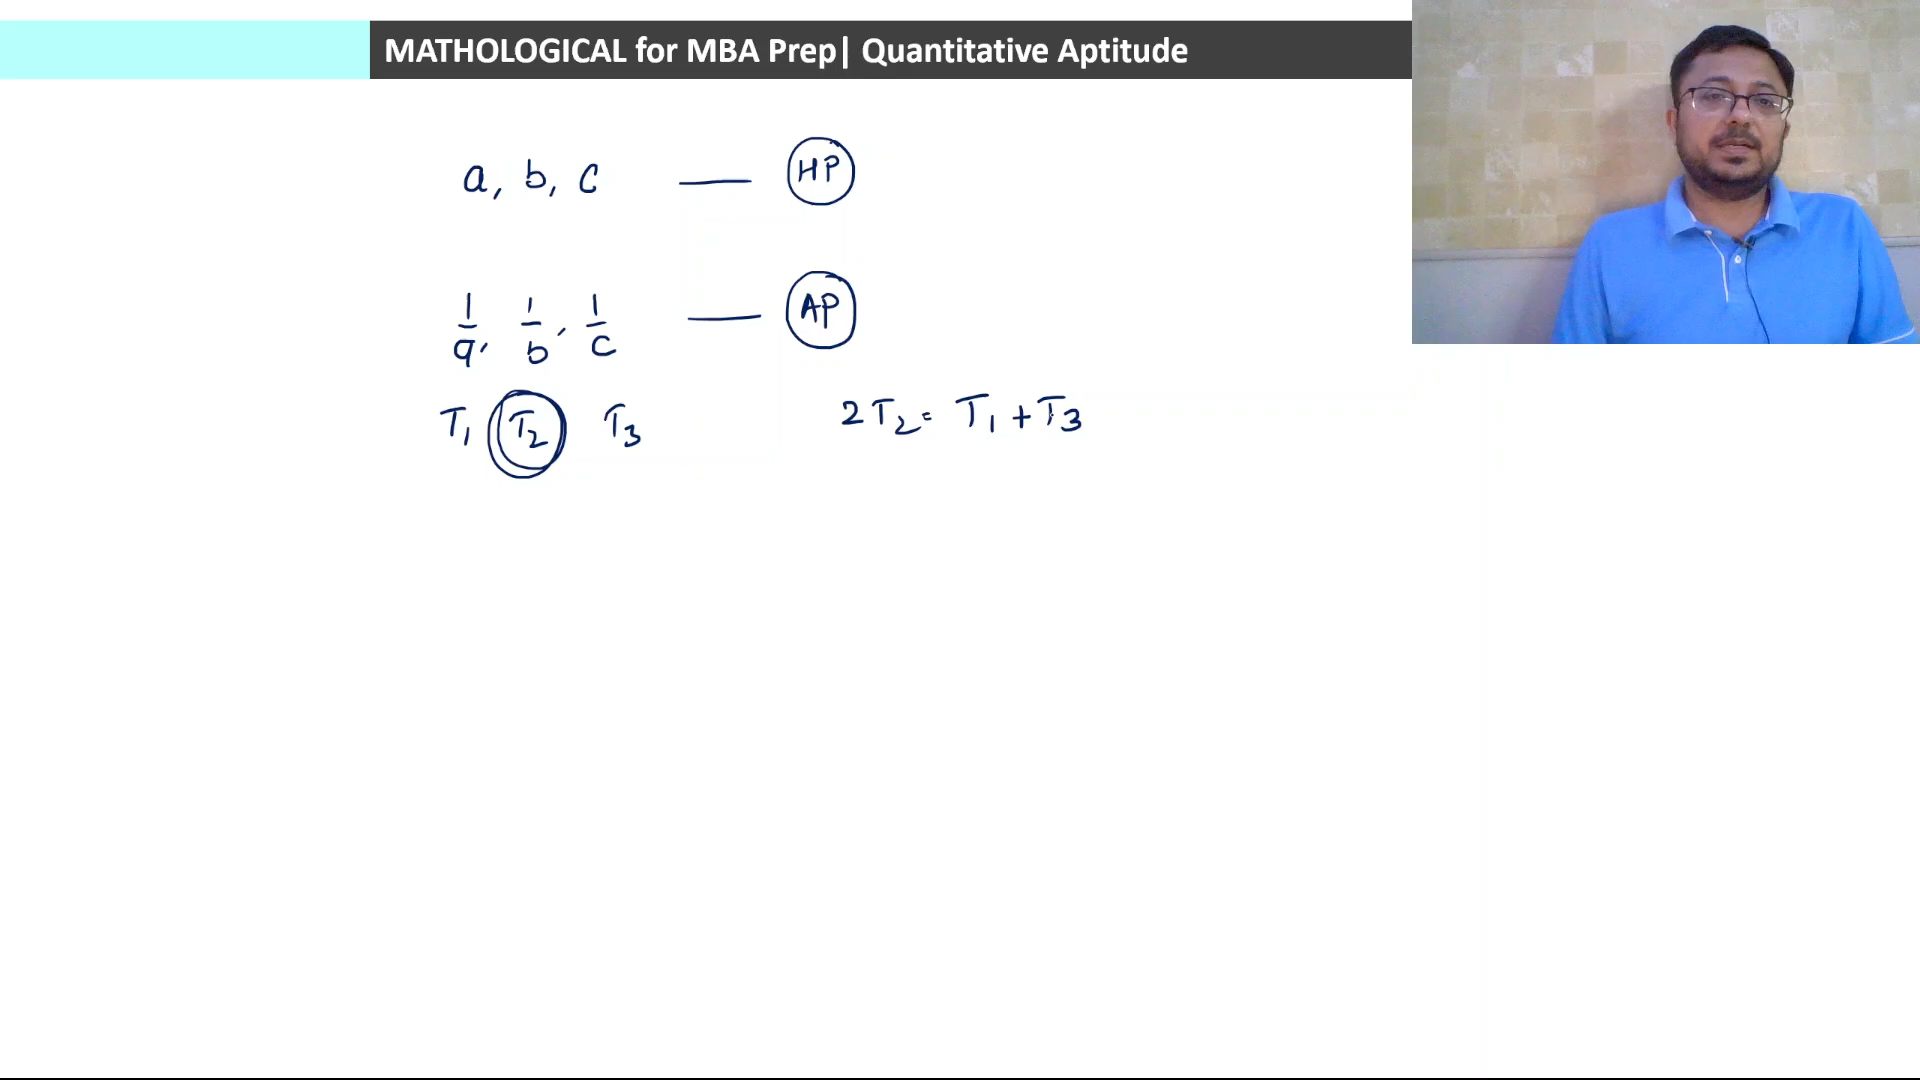 MATHOLOGICAL for MBA Prep| Quantitative Aptitude
a, b, c — HP
1/a, 1/b, 1/c — AP
T₁ T₂ T₃ 2T₂ = T₁ + T₃